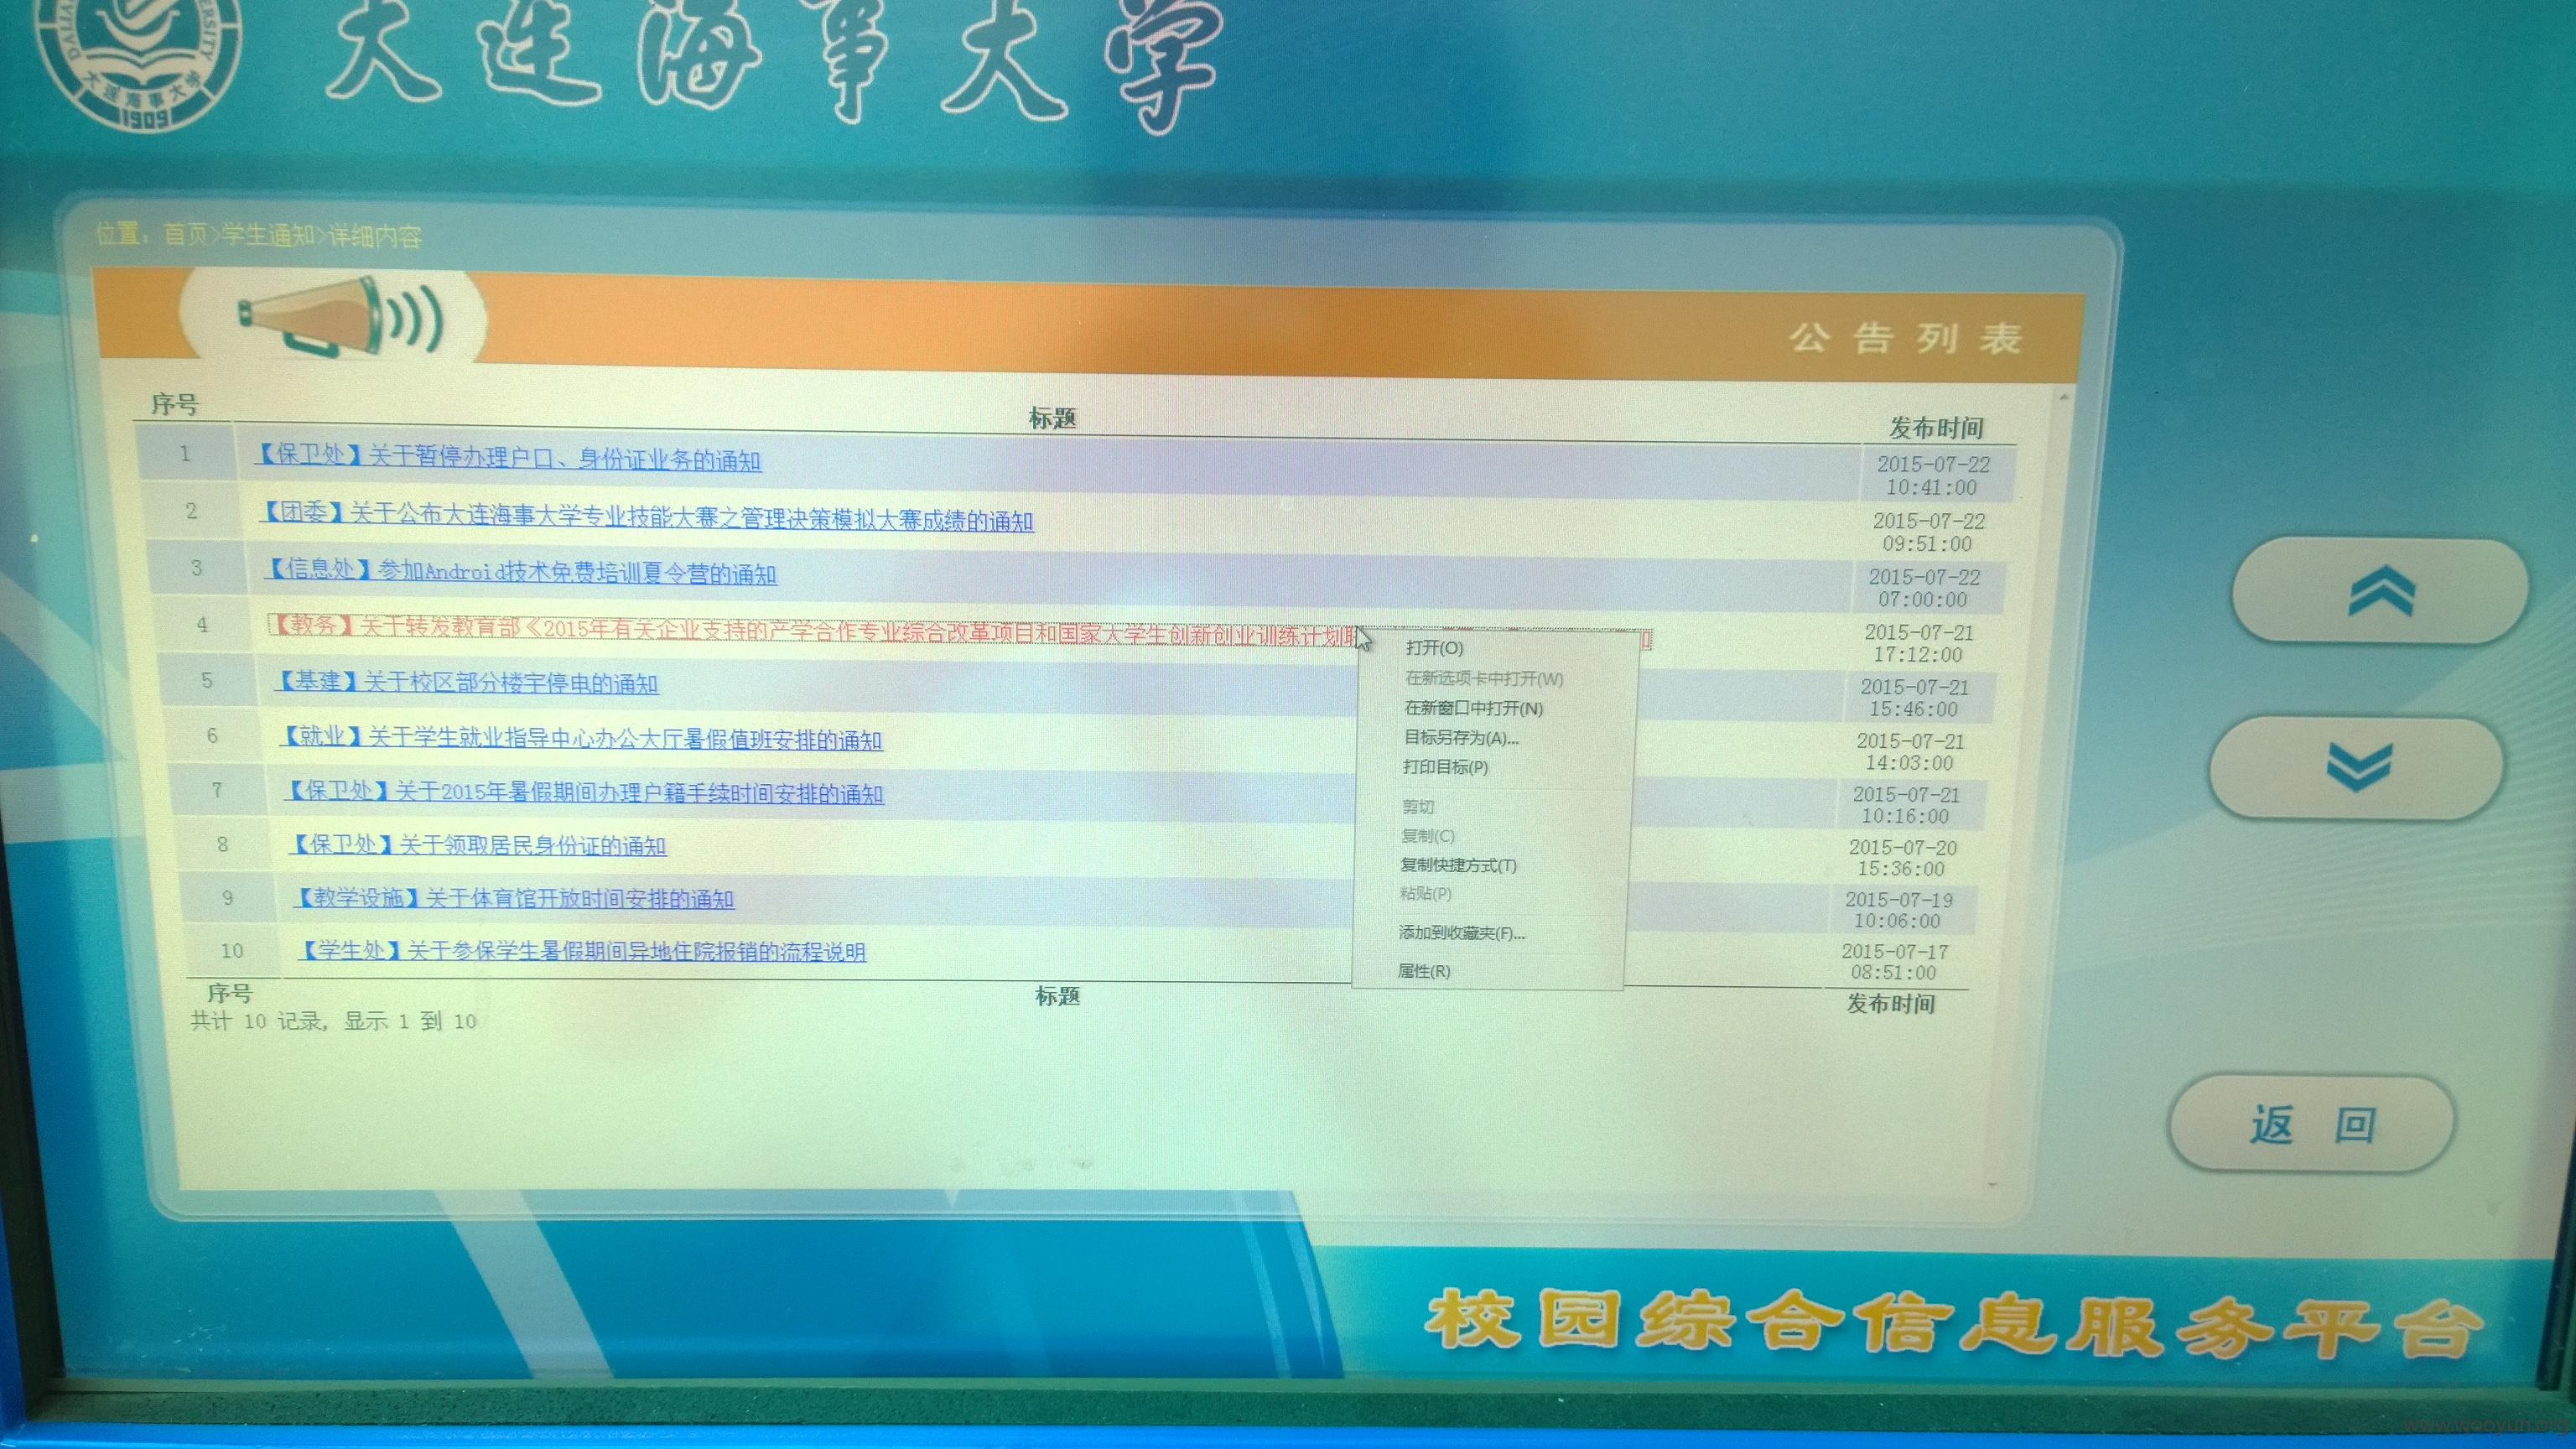 大连海事大学
大连海事大学
1909
位置：首页>学生通知>详细内容
公告列表
序号 标题 发布时间
1 【保卫处】关于暂停办理户口、身份证业务的通知 2015-07-22 10:41:00
2 【团委】关于公布大连海事大学专业技能大赛之管理决策模拟大赛成绩的通知 2015-07-22 09:51:00
3 【信息处】参加Android技术免费培训夏令营的通知 2015-07-22 07:00:00
4 【教务】关于转发教育部《2015年有关企业支持的产学合作专业综合改革项目和国家大学生创新创业训练计划 2015-07-21 17:12:00
5 【基建】关于校区部分楼宇停电的通知 2015-07-21 15:46:00
6 【就业】关于学生就业指导中心办公大厅暑假值班安排的通知 2015-07-21 14:03:00
7 【保卫处】关于2015年暑假期间办理户籍手续时间安排的通知 2015-07-21 10:16:00
8 【保卫处】关于领取居民身份证的通知 2015-07-20 15:36:00
9 【教学设施】关于体育馆开放时间安排的通知 2015-07-19 10:06:00
10 【学生处】关于参保学生暑假期间异地住院报销的流程说明 2015-07-17 08:51:00
序号 标题 发布时间
共计 10 记录, 显示 1 到 10
打开(O)
在新选项卡中打开(W)
在新窗口中打开(N)
目标另存为(A)...
打印目标(P)
剪切
复制(C)
复制快捷方式(T)
粘贴(P)
添加到收藏夹(F)...
属性(R)
返 回
校园综合信息服务平台
www.wooyun.org